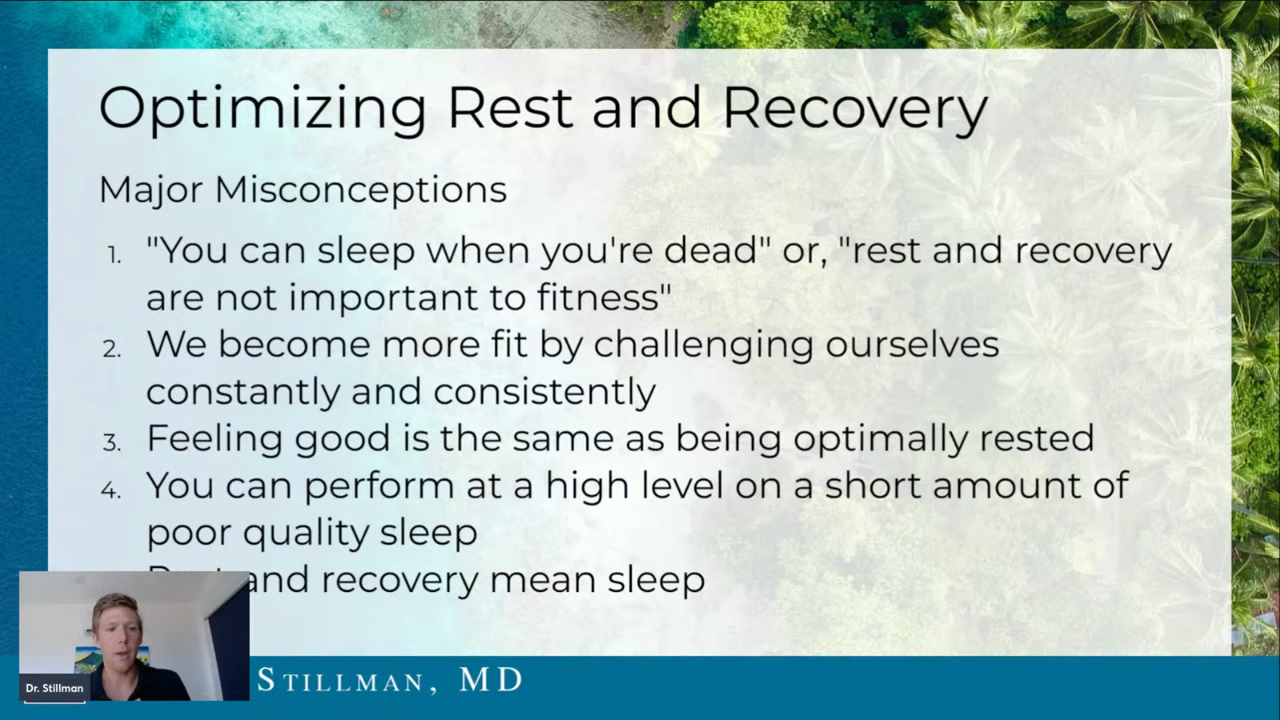 Optimizing Rest and Recovery
Major Misconceptions
1. "You can sleep when you're dead" or, "rest and recovery
are not important to fitness"
2. We become more fit by challenging ourselves
constantly and consistently
3. Feeling good is the same as being optimally rested
4. You can perform at a high level on a short amount of
poor quality sleep
and recovery mean sleep
Dr. Stillman
STILLMAN, MD